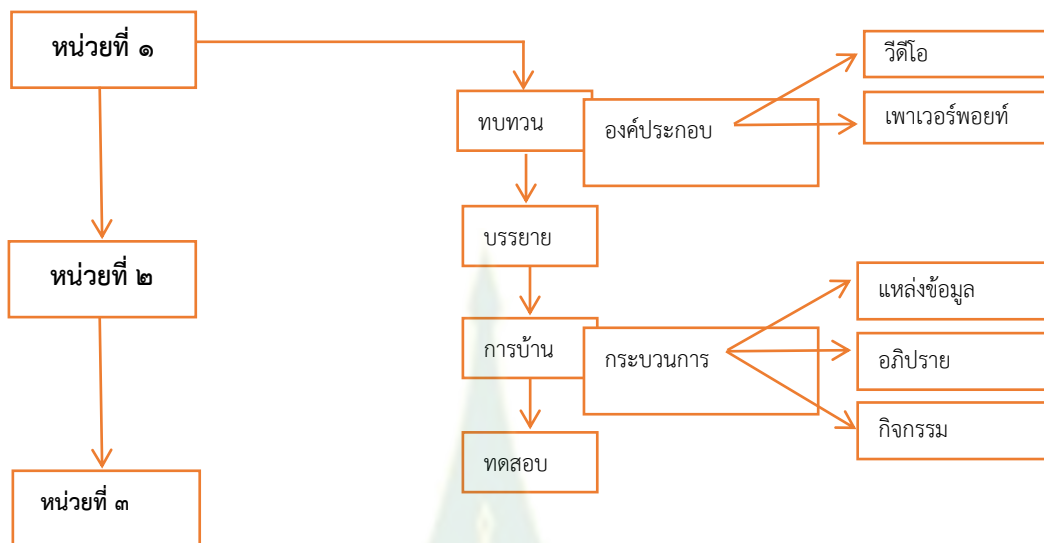 หน่วยที่ ๑
วีดีโอ
ทบทวน
องค์ประกอบ
เพาเวอร์พอยท์
บรรยาย
หน่วยที่ ๒
แหล่งข้อมูล
การบ้าน
กระบวนการ
อภิปราย
กิจกรรม
ทดสอบ
หน่วยที่ ๓